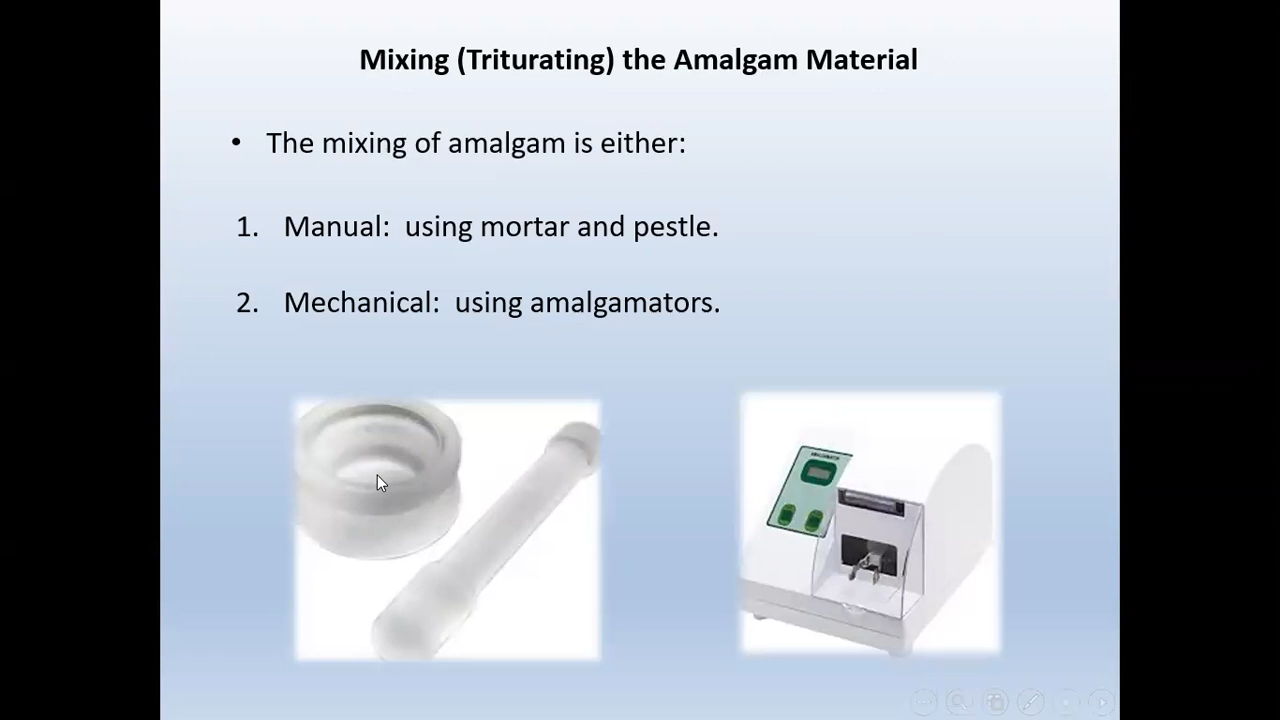 Mixing (Triturating) the Amalgam Material
• The mixing of amalgam is either:
1. Manual: using mortar and pestle.
2. Mechanical: using amalgamators.